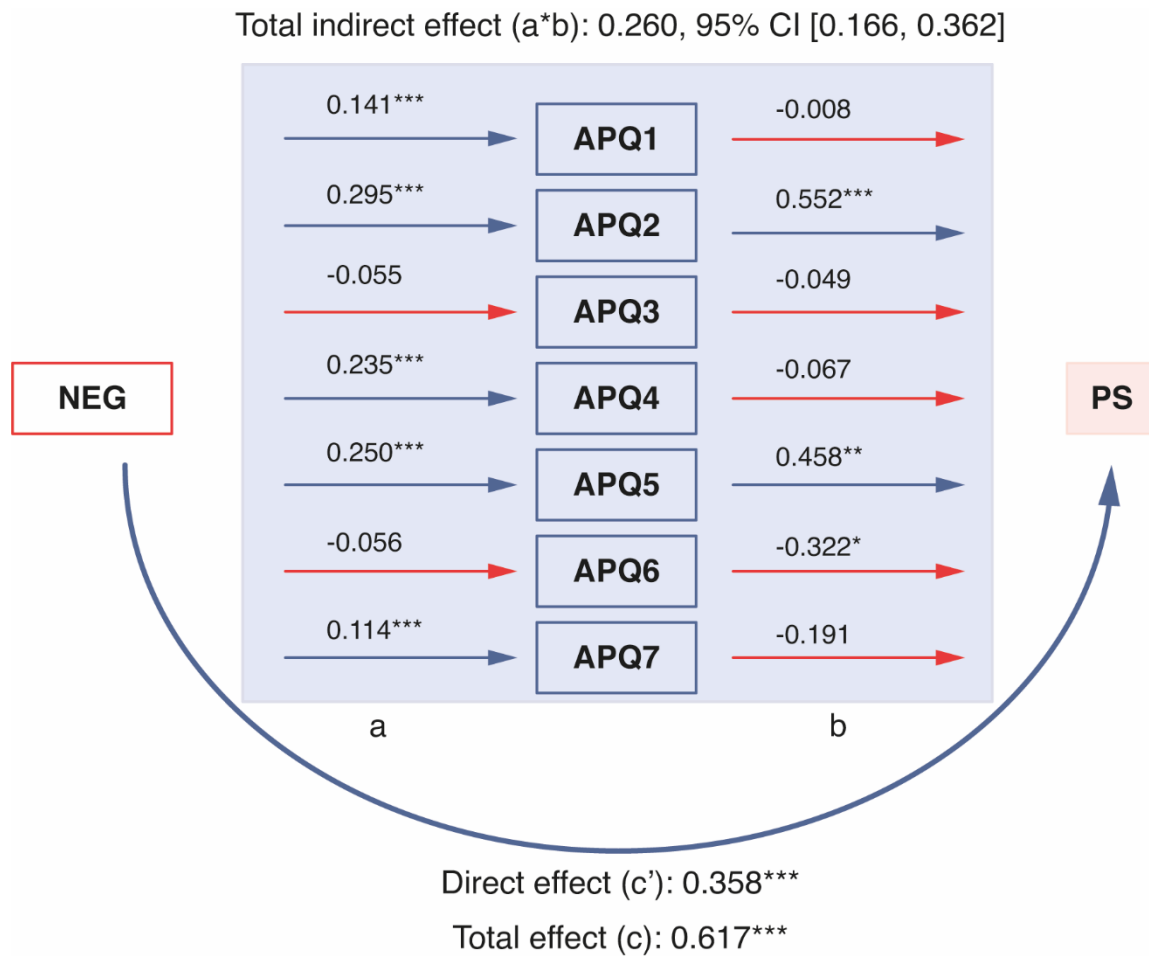 Total indirect effect (a*b): 0.260, 95% CI [0.166, 0.362]
0.141*** APQ1 -0.008
0.295*** APQ2 0.552***
-0.055 APQ3 -0.049
0.235*** APQ4 -0.067
NEG PS
0.250*** APQ5 0.458**
-0.056 APQ6 -0.322*
0.114*** APQ7 -0.191
a b
Direct effect (c’): 0.358***
Total effect (c): 0.617***